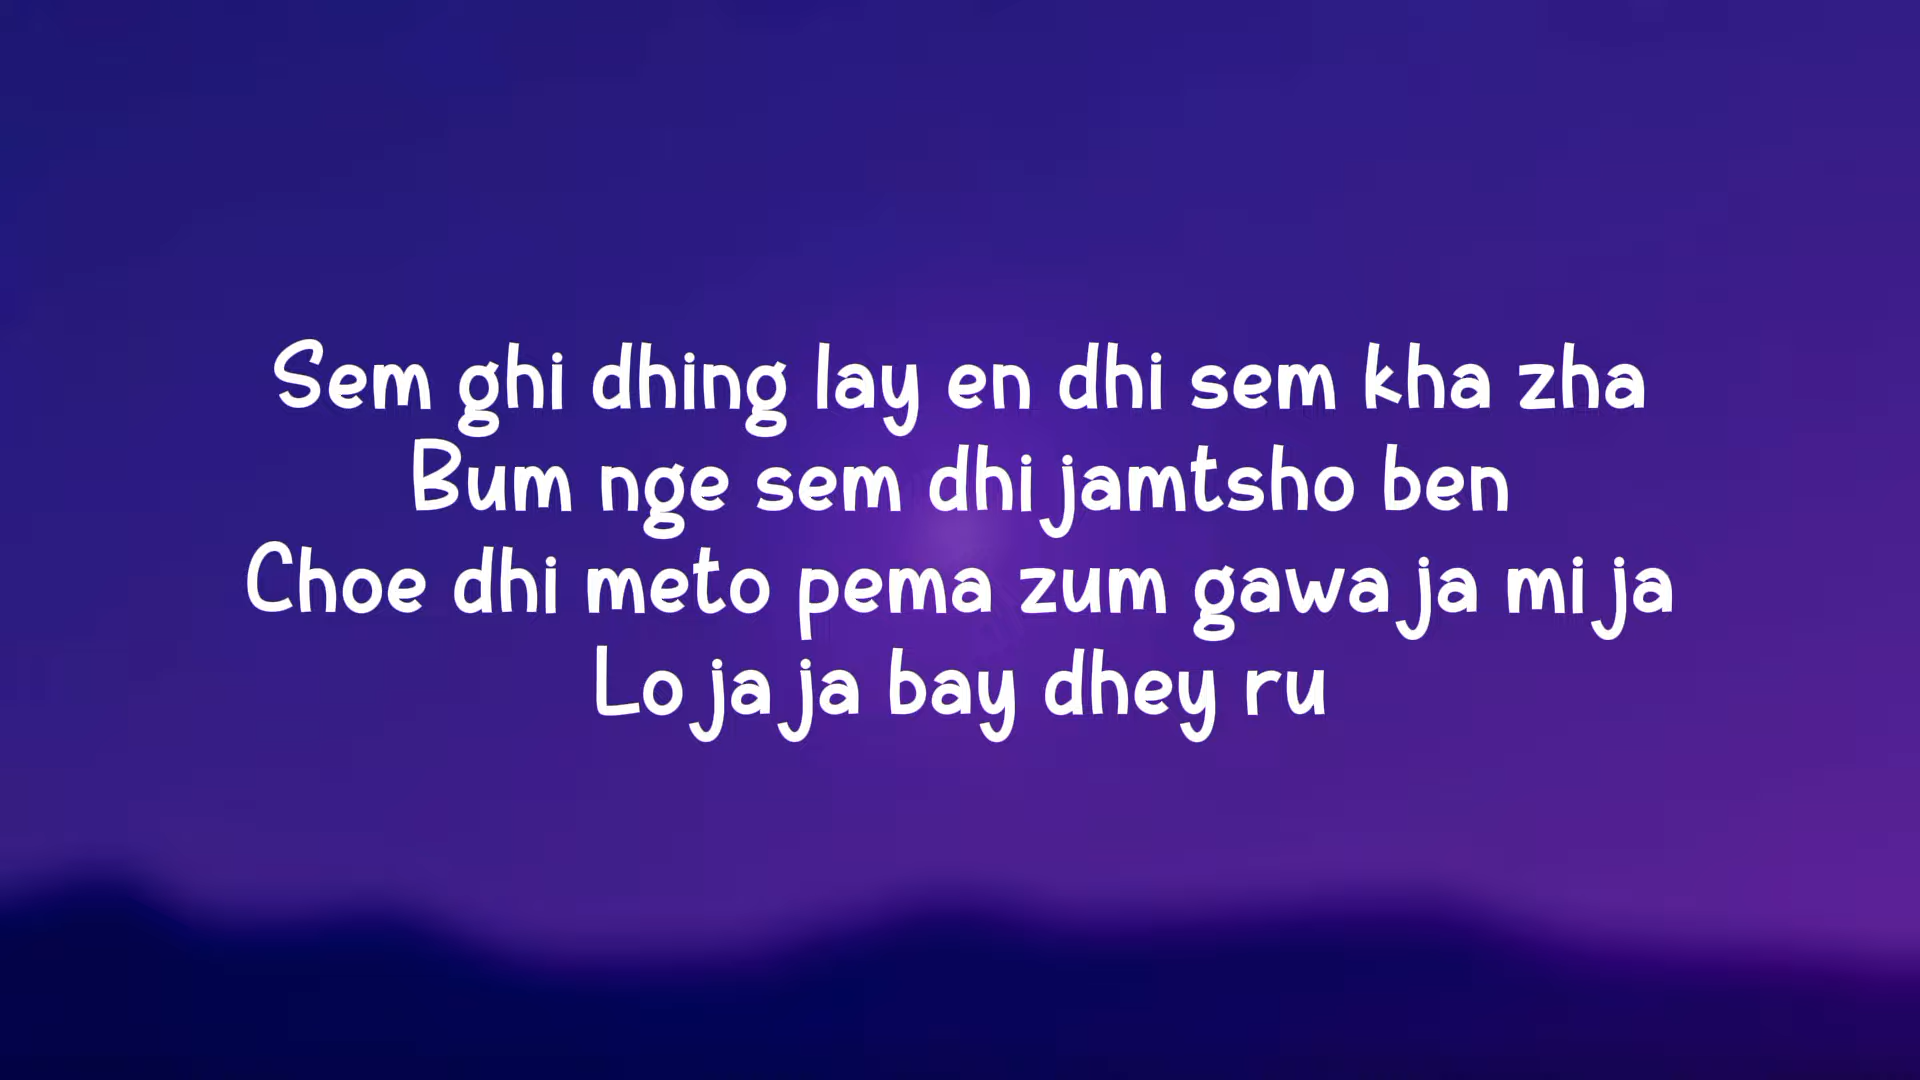 Sem ghi dhing lay en dhi sem kha zha
Bum nge sem dhi jamtsho ben
Choe dhi meto pema zum gawa ja mi ja
Lo ja ja bay dhey ru